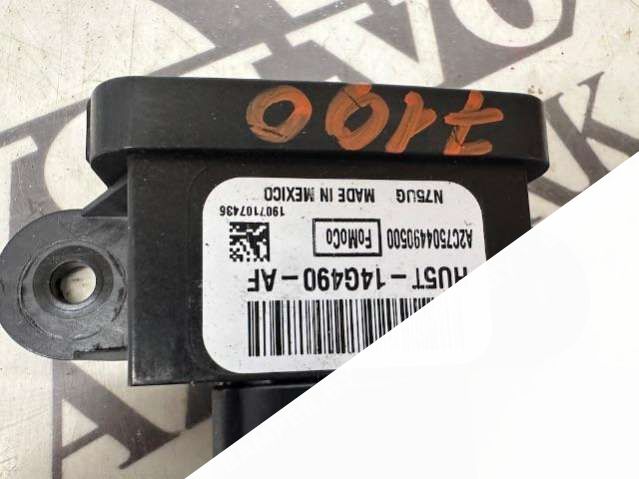 HU5T-14G490-AF
A2C7504490500 FoMoCo
N75UG MADE IN MEXICO
1907107436
7100